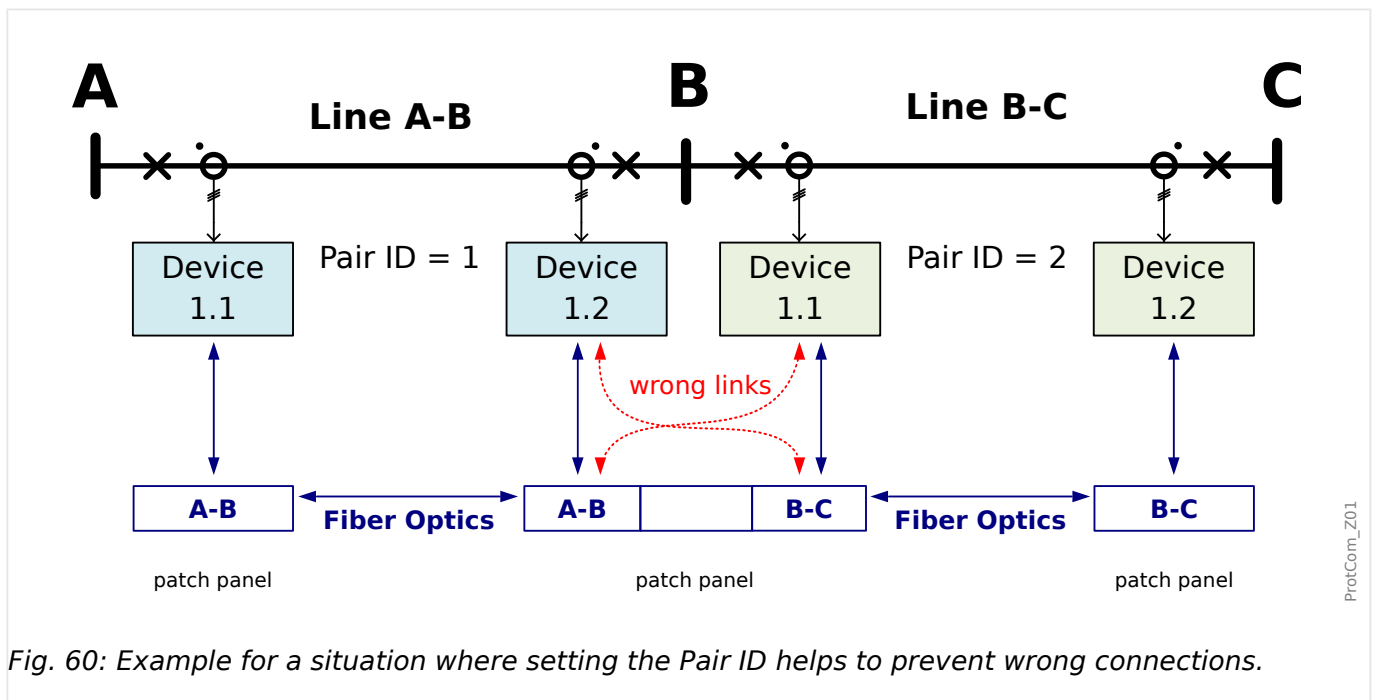 A
B
C
Line A-B
Line B-C
Device
1.1
Pair ID = 1
Device
1.2
Device
1.1
Pair ID = 2
Device
1.2
wrong links
A-B
Fiber Optics
A-B
B-C
Fiber Optics
B-C
patch panel
patch panel
patch panel
ProtCom_Z01
Fig. 60: Example for a situation where setting the Pair ID helps to prevent wrong connections.